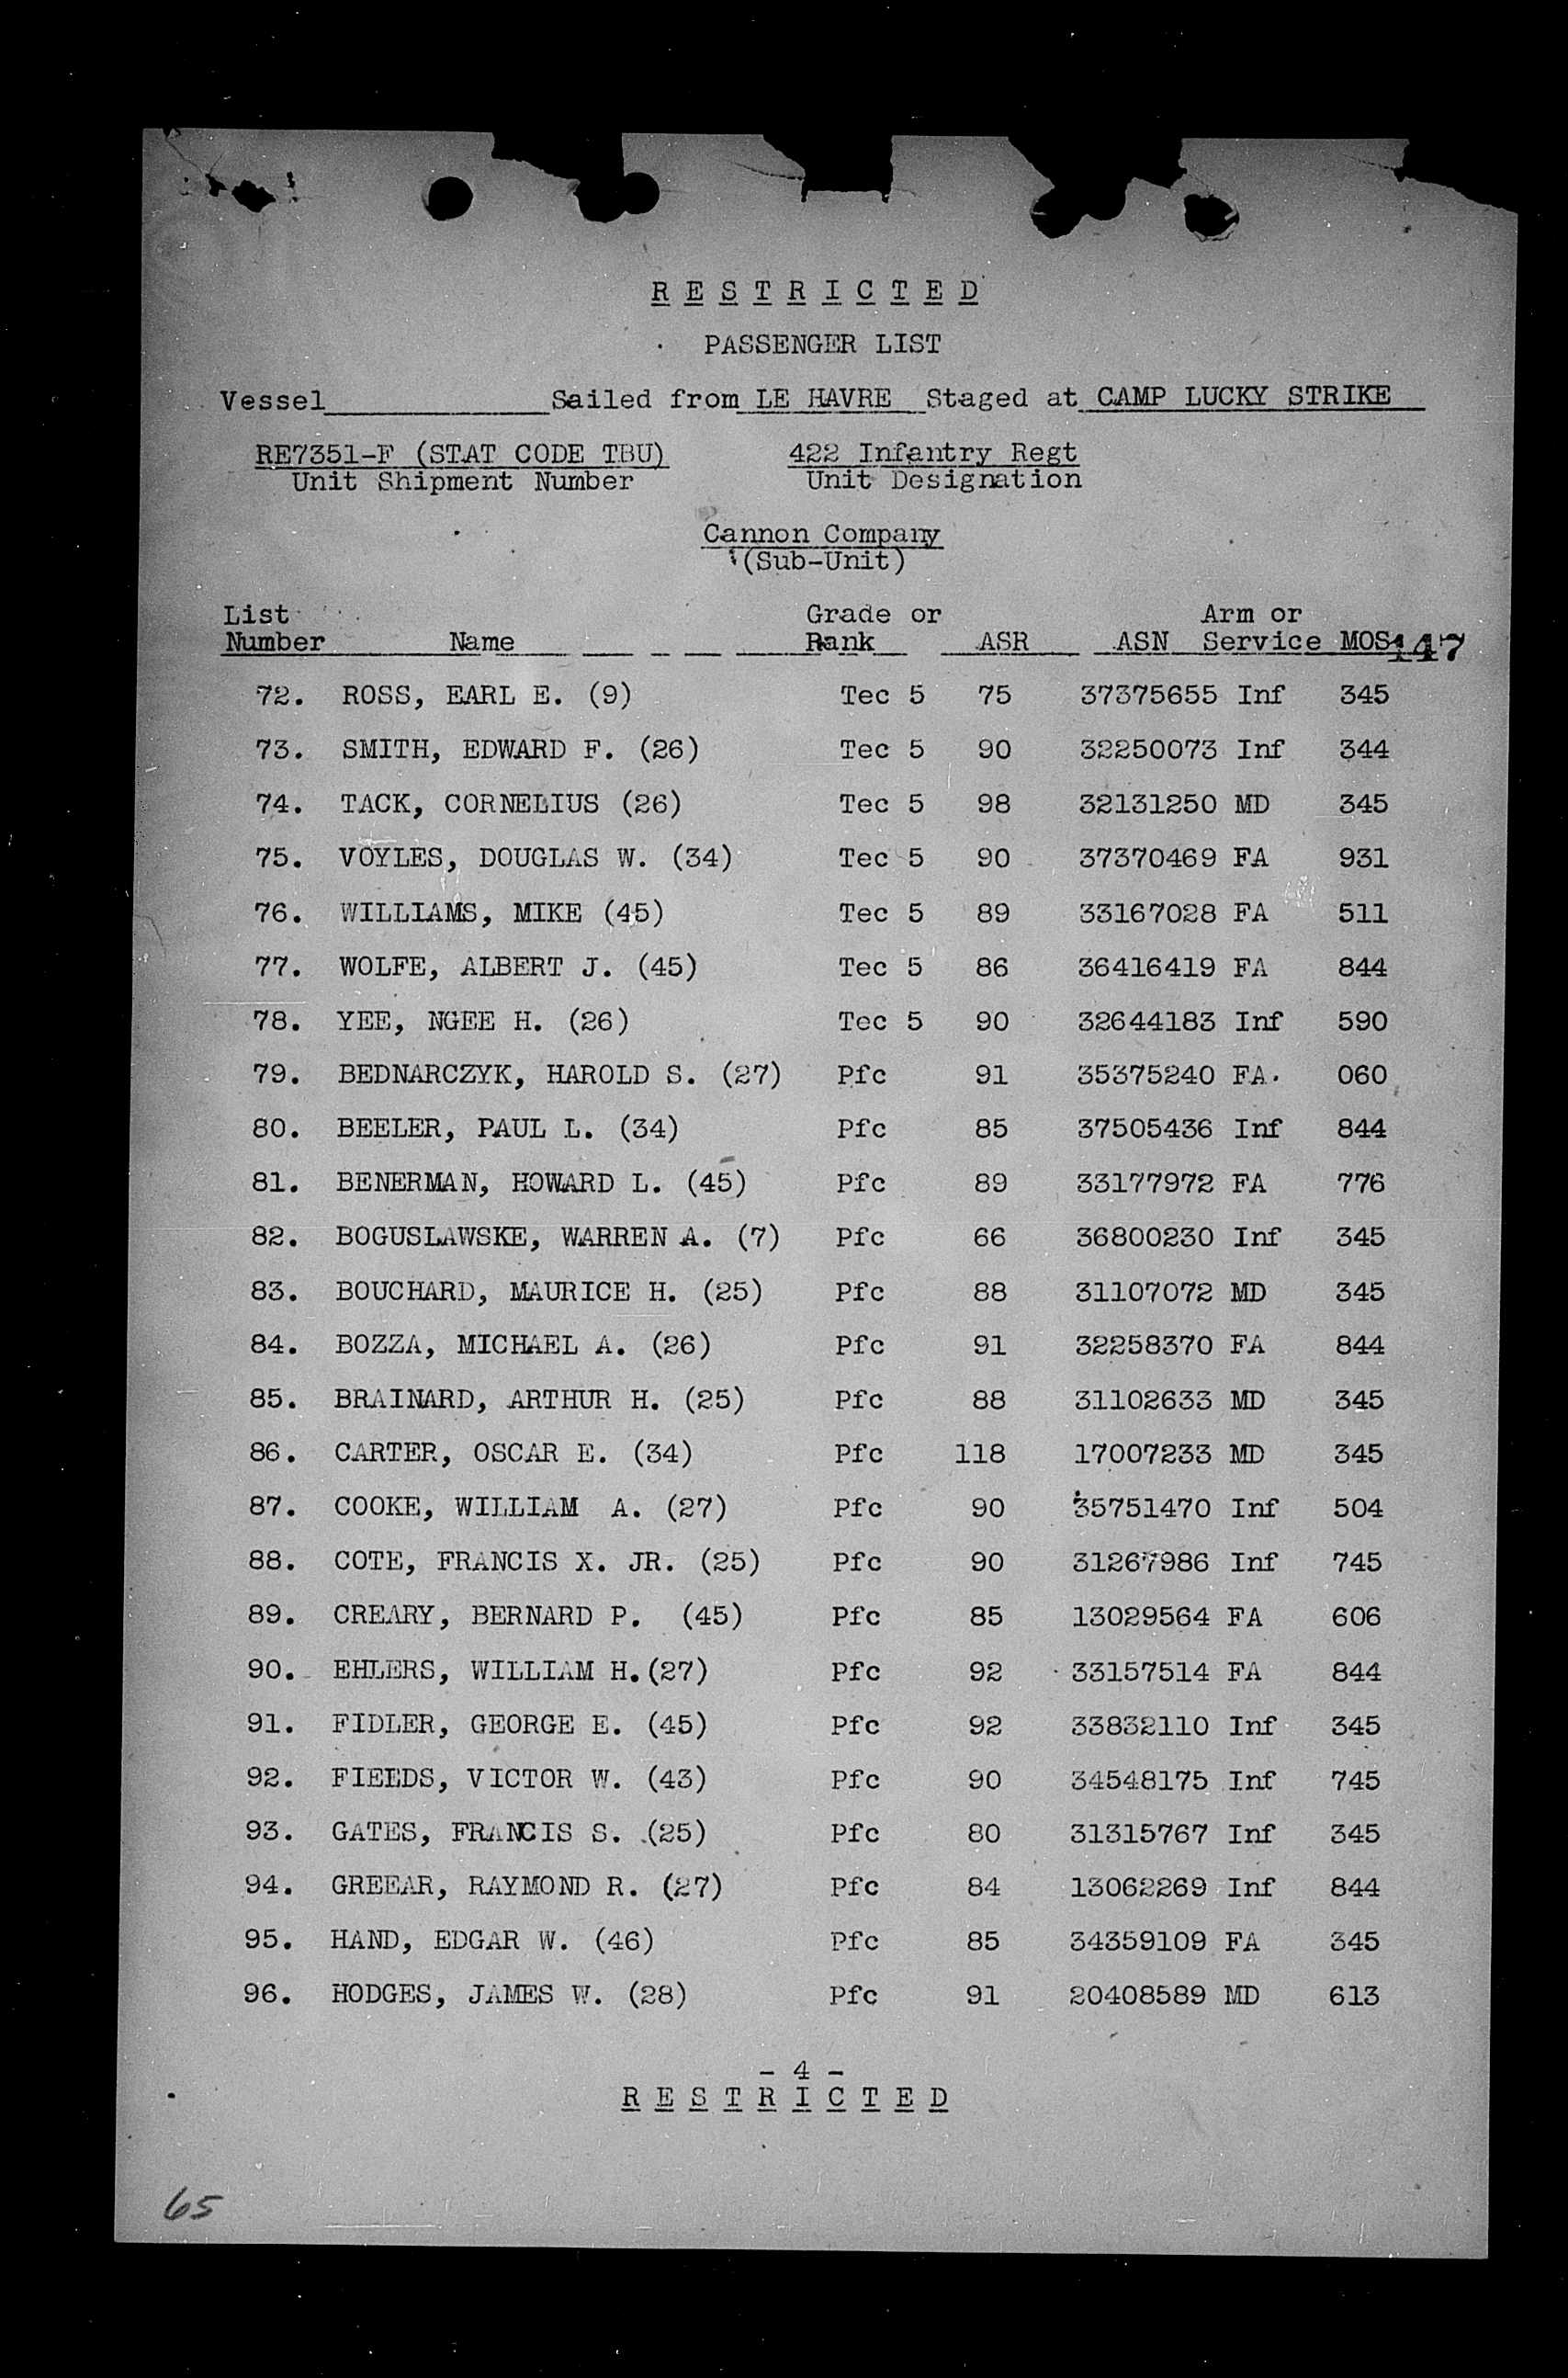 R E S T R I C T E D
PASSENGER LIST
Vessel____________Sailed from LE HAVRE Staged at CAMP LUCKY STRIKE
RE7351-F (STAT CODE TBU) 422 Infantry Regt
Unit Shipment Number Unit Designation
Cannon Company
(Sub-Unit)
List Grade or Arm or
Number Name Rank ASR ASN Service MOS 147
72. ROSS, EARL E. (9) Tec 5 75 37375655 Inf 345
73. SMITH, EDWARD F. (26) Tec 5 90 32250073 Inf 344
74. TACK, CORNELIUS (26) Tec 5 98 32131250 MD 345
75. VOYLES, DOUGLAS W. (34) Tec 5 90 37370469 FA 931
76. WILLIAMS, MIKE (45) Tec 5 89 33167028 FA 511
77. WOLFE, ALBERT J. (45) Tec 5 86 36416419 FA 844
78. YEE, NGEE H. (26) Tec 5 90 32644183 Inf 590
79. BEDNARCZYK, HAROLD S. (27) Pfc 91 35375240 FA. 060
80. BEELER, PAUL L. (34) Pfc 85 37505436 Inf 844
81. BENERMAN, HOWARD L. (45) Pfc 89 33177972 FA 776
82. BOGUSLAWSKE, WARREN A. (7) Pfc 66 36800230 Inf 345
83. BOUCHARD, MAURICE H. (25) Pfc 88 31107072 MD 345
84. BOZZA, MICHAEL A. (26) Pfc 91 32258370 FA 844
85. BRAINARD, ARTHUR H. (25) Pfc 88 31102633 MD 345
86. CARTER, OSCAR E. (34) Pfc 118 17007233 MD 345
87. COOKE, WILLIAM A. (27) Pfc 90 35751470 Inf 504
88. COTE, FRANCIS X. JR. (25) Pfc 90 31267986 Inf 745
89. CREARY, BERNARD P. (45) Pfc 85 13029564 FA 606
90. EHLERS, WILLIAM H.(27) Pfc 92 33157514 FA 844
91. FIDLER, GEORGE E. (45) Pfc 92 33832110 Inf 345
92. FIELDS, VICTOR W. (43) Pfc 90 34548175 Inf 745
93. GATES, FRANCIS S. (25) Pfc 80 31315767 Inf 345
94. GREEAR, RAYMOND R. (27) Pfc 84 13062269 Inf 844
95. HAND, EDGAR W. (46) Pfc 85 34359109 FA 345
96. HODGES, JAMES W. (28) Pfc 91 20408589 MD 613
- 4 -
R E S T R I C T E D
65